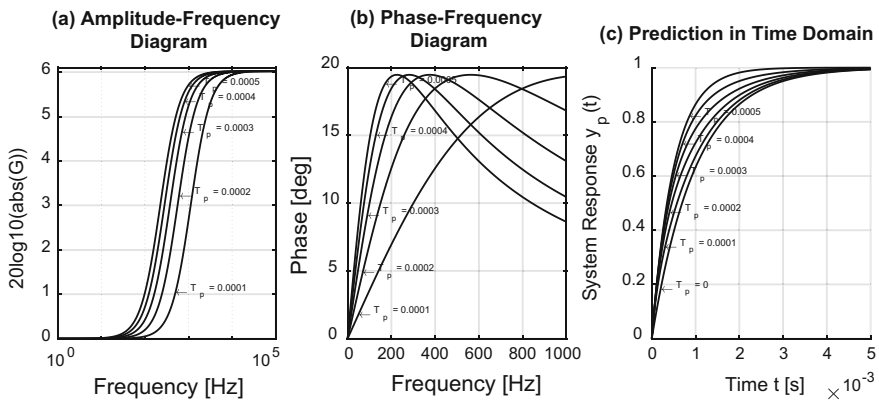 (a) Amplitude-Frequency
Diagram
20log10(abs(G))
6
5
4
3
2
1
0
T p = 0.0005
T p = 0.0004
T p = 0.0003
T p = 0.0002
T p = 0.0001
10^0
10^5
Frequency [Hz]
(b) Phase-Frequency
Diagram
Phase [deg]
20
15
10
5
0
T p = 0.0005
T p = 0.0004
T p = 0.0003
T p = 0.0002
T p = 0.0001
0 200 400 600 800 1000
Frequency [Hz]
(c) Prediction in Time Domain
System Response y p (t)
1
0.8
0.6
0.4
0.2
0
T p = 0.0005
T p = 0.0004
T p = 0.0003
T p = 0.0002
T p = 0.0001
T p = 0
0 1 2 3 4 5
Time t [s] × 10^-3